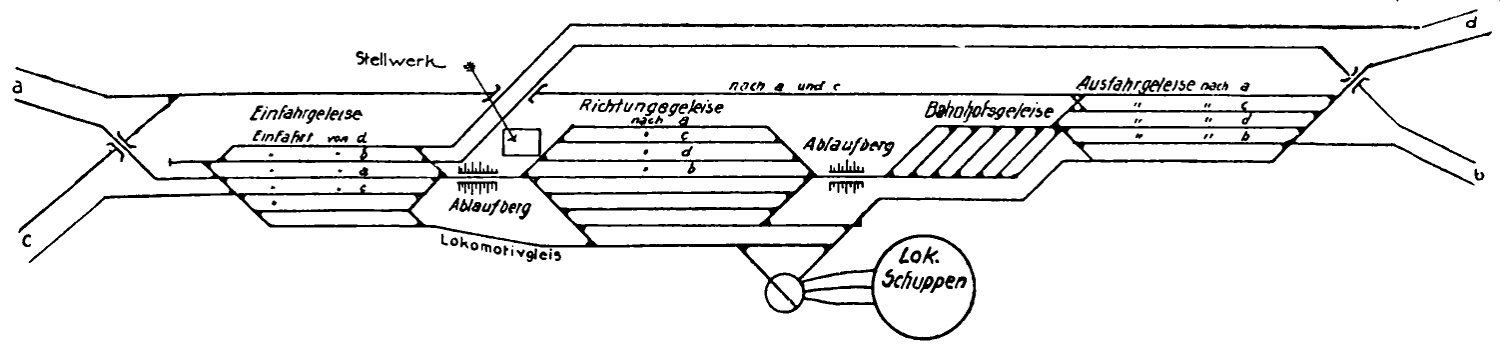 d
Stellwerk
a
nach a und c
Einfahrgeleise
Einfahrt von d
" " b
" " a
" " c
"
Richtungsgeleise
nach a
" c
" d
" b
Ablaufberg
Bahnhofsgeleise
Ausfahrgeleise nach a
" " c
" " d
" " b
b
Ablaufberg
c
Lokomotivgleis
Lok.
Schuppen